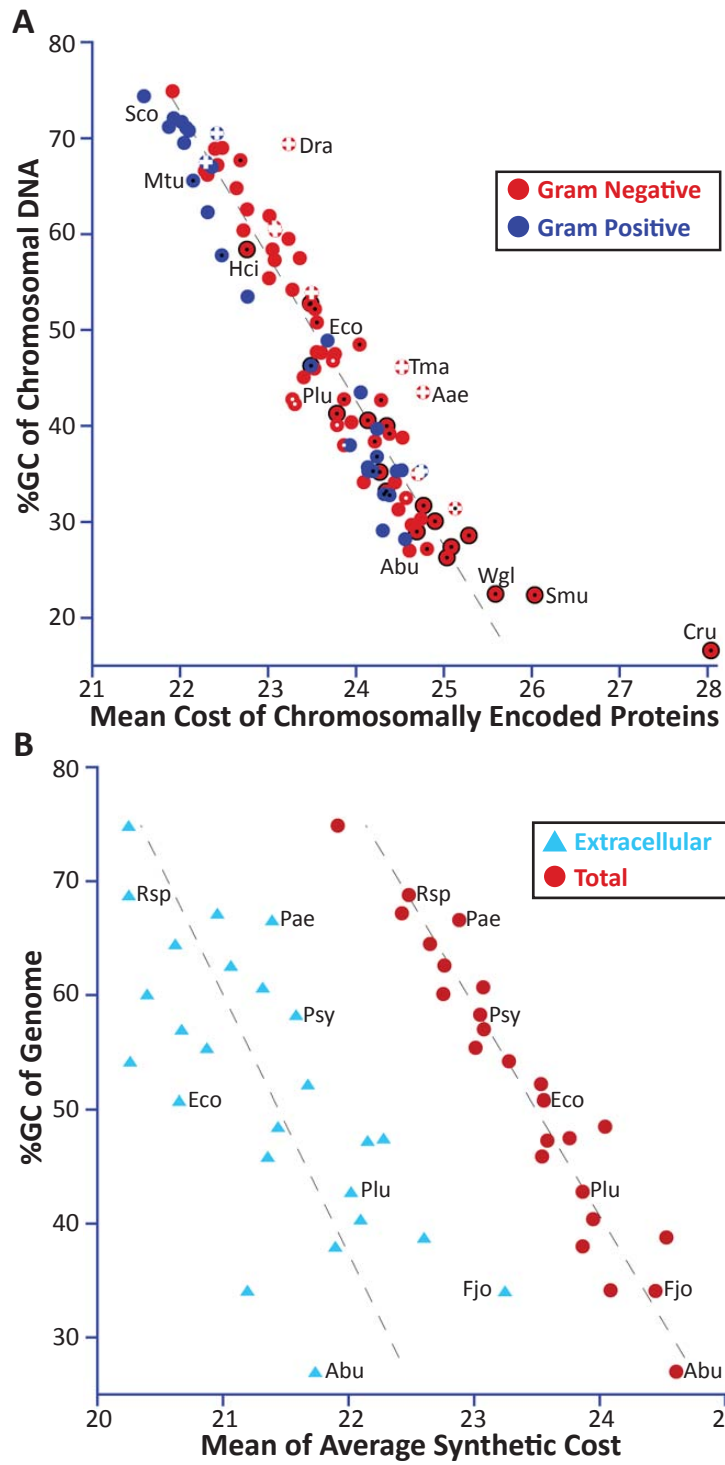 A
80
70
60
50
40
30
20
%GC of Chromosomal DNA
Sco
Dra
Mtu
Gram Negative
Gram Positive
Hci
Eco
Plu
Tma
Aae
Abu
Wgl
Smu
Cru
21 22 23 24 25 26 27 28
Mean Cost of Chromosomally Encoded Proteins
B
80
70
60
50
40
30
%GC of Genome
Extracellular
Total
Rsp
Rsp
Pae
Pae
Psy
Psy
Eco
Eco
Plu
Plu
Fjo
Fjo
Abu
Abu
20 21 22 23 24 2
Mean of Average Synthetic Cost